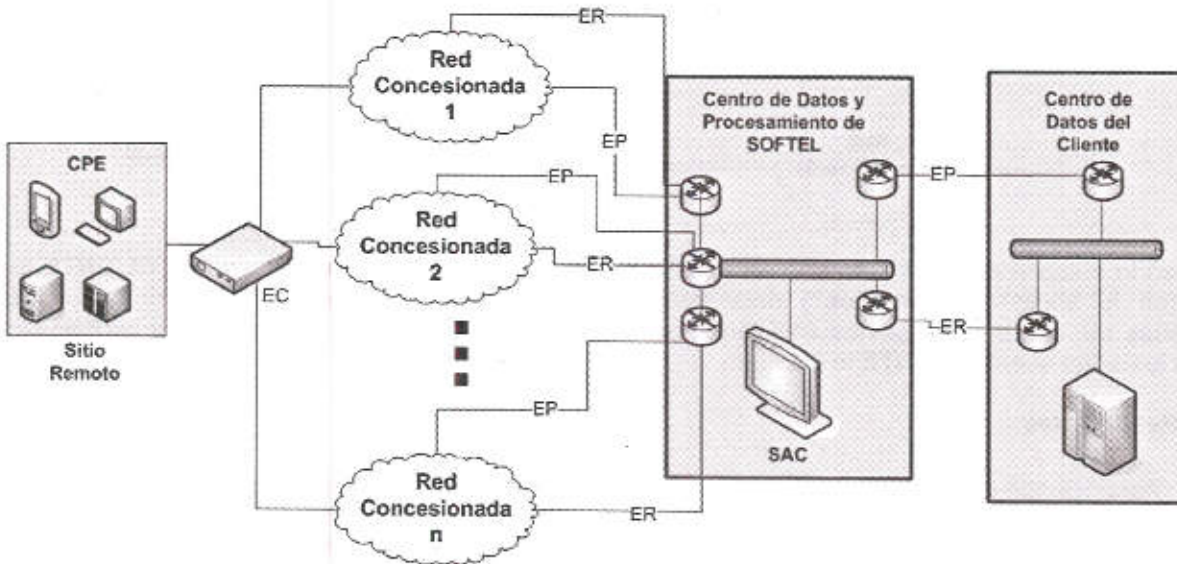 ER
Red
Concesionada
1
EP
Centro de Datos y
Procesamiento de
SOFTEL
Centro de
Datos del
Cliente
CPE
EP
EP
Red
Concesionada
2
ER
EC
ER
Sitio
Remoto
EP
SAC
Red
Concesionada
n
ER